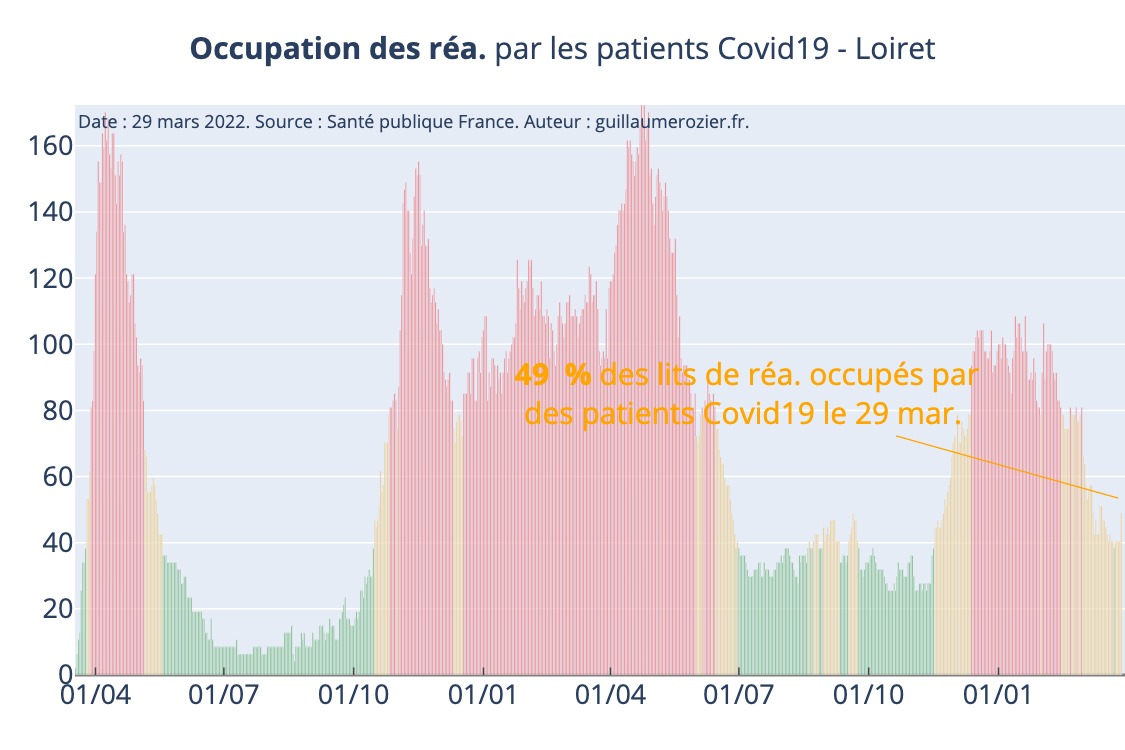 Occupation des réa. par les patients Covid19 - Loiret
Date : 29 mars 2022. Source : Santé publique France. Auteur : guillaumerozier.fr.
160
140
120
100
80
60
40
20
0
49 % des lits de réa. occupés par
des patients Covid19 le 29 mar.
01/04 01/07 01/10 01/01 01/04 01/07 01/10 01/01